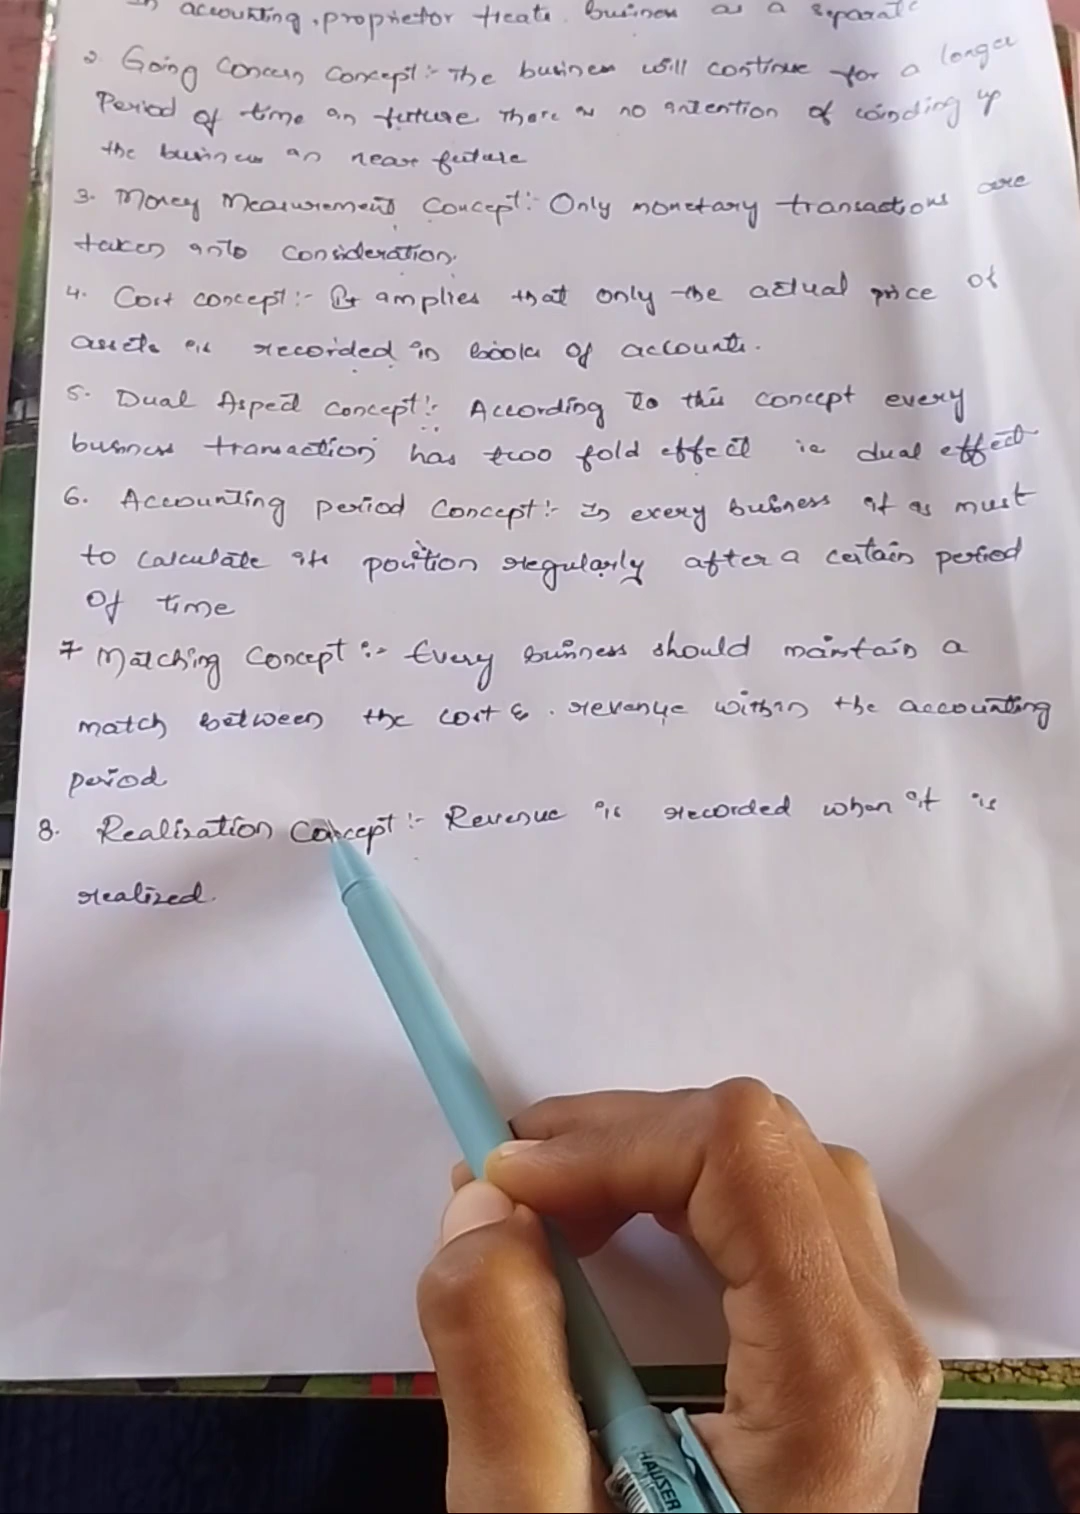 In accounting, proprietor treats business as a separate
2. Going Concern Concept:- The business will continue for a longer
Period of time in future There is no intention of winding up
the business in near future
3. Money Measurement Concept:- Only monetary transactions are
taken into consideration.
4. Cost concept:- It implies that only the actual price of
assets is recorded in books of accounts.
5. Dual Aspect Concept:- According to this concept every
business transaction has two fold effect ie dual effect
6. Accounting period Concept:- In every business it is must
to calculate its position regularly after a certain period
Of time
7 Matching Concept:- Every business should maintain a
match between the cost & revenue within the accounting
period
8. Realization Concept:- Revenue is recorded when it is
realized.
HAUSER